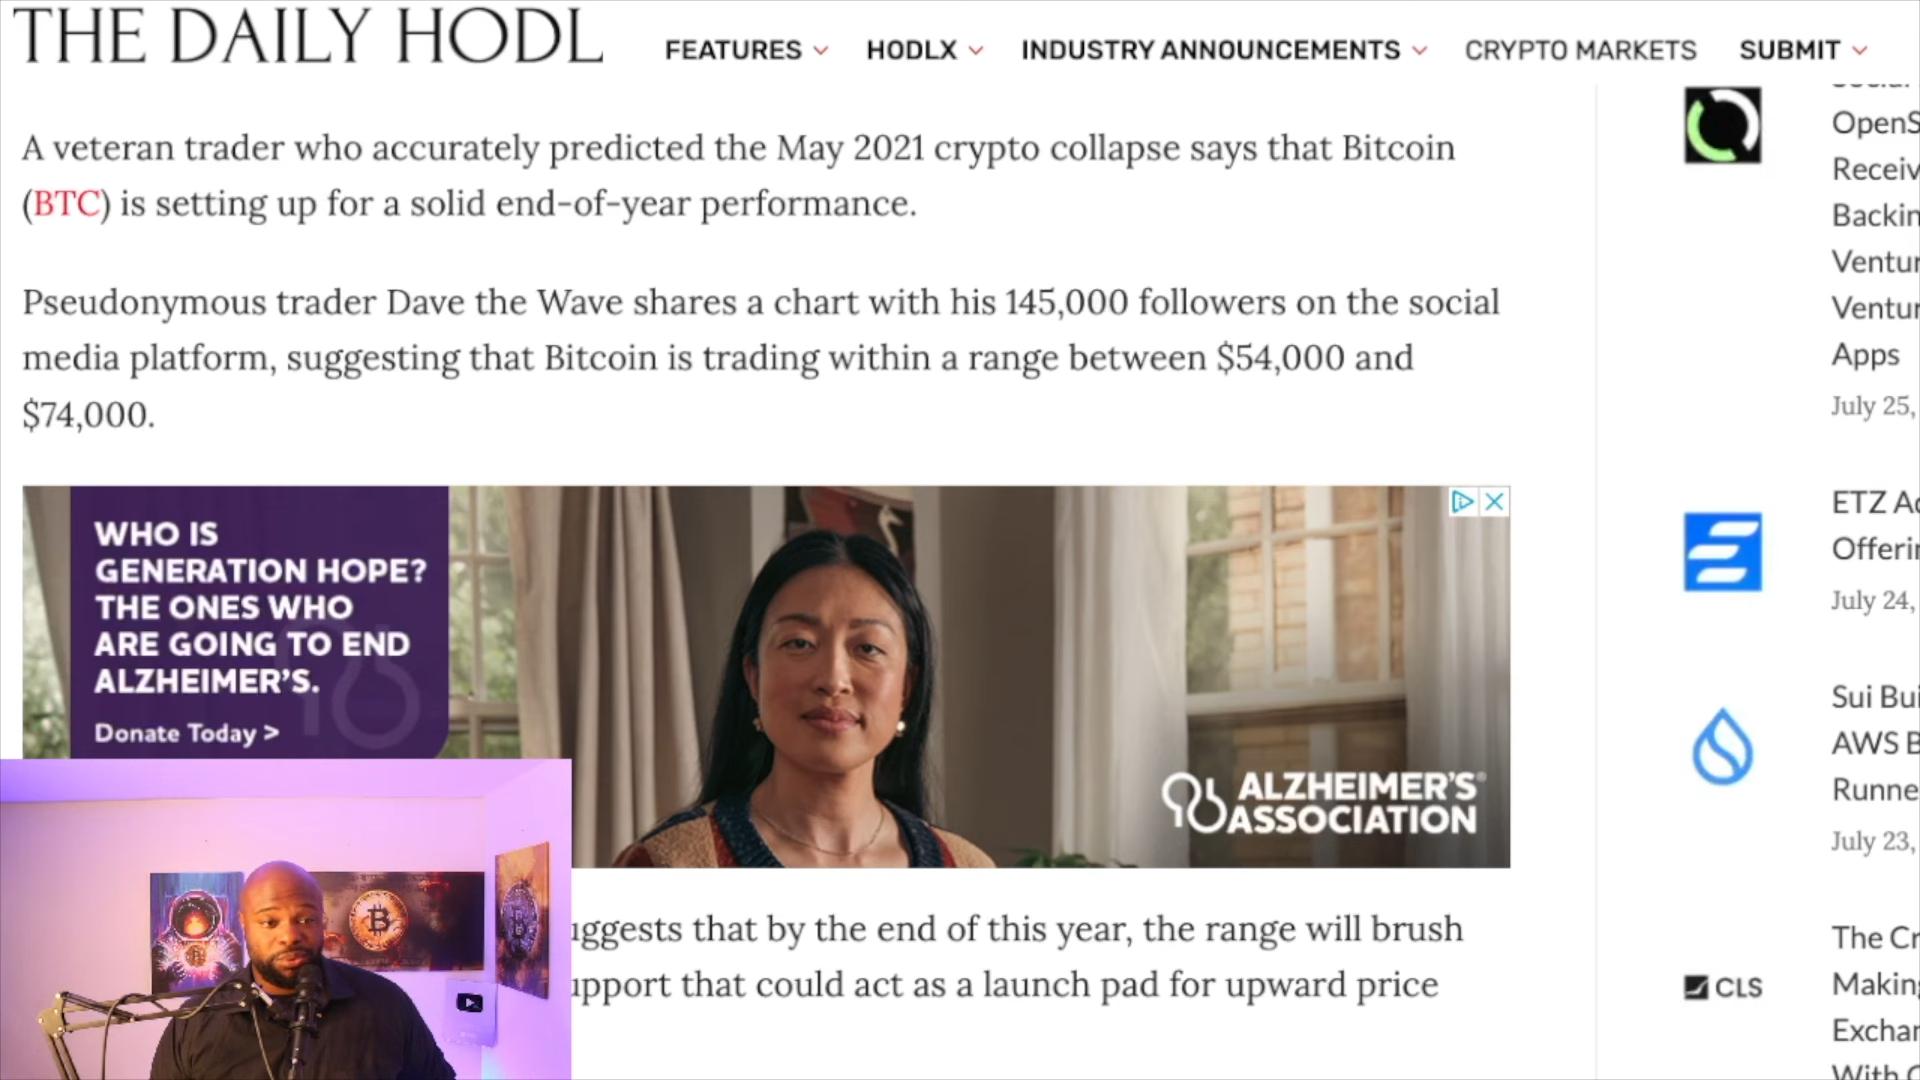 THE DAILY HODL
FEATURES
HODLX
INDUSTRY ANNOUNCEMENTS
CRYPTO MARKETS
SUBMIT
A veteran trader who accurately predicted the May 2021 crypto collapse says that Bitcoin
(BTC) is setting up for a solid end-of-year performance.
Pseudonymous trader Dave the Wave shares a chart with his 145,000 followers on the social
media platform, suggesting that Bitcoin is trading within a range between $54,000 and
$74,000.
WHO IS
GENERATION HOPE?
THE ONES WHO
ARE GOING TO END
ALZHEIMER'S.
Donate Today >
ALZHEIMER'S®
ASSOCIATION
uggests that by the end of this year, the range will brush
upport that could act as a launch pad for upward price
OpenS
Receiv
Backin
Ventur
Ventur
Apps
July 25,
ETZ Ad
Offerin
July 24,
Sui Bui
AWS B
Runne
July 23,
CLS
The Cr
Making
Exchan
With C